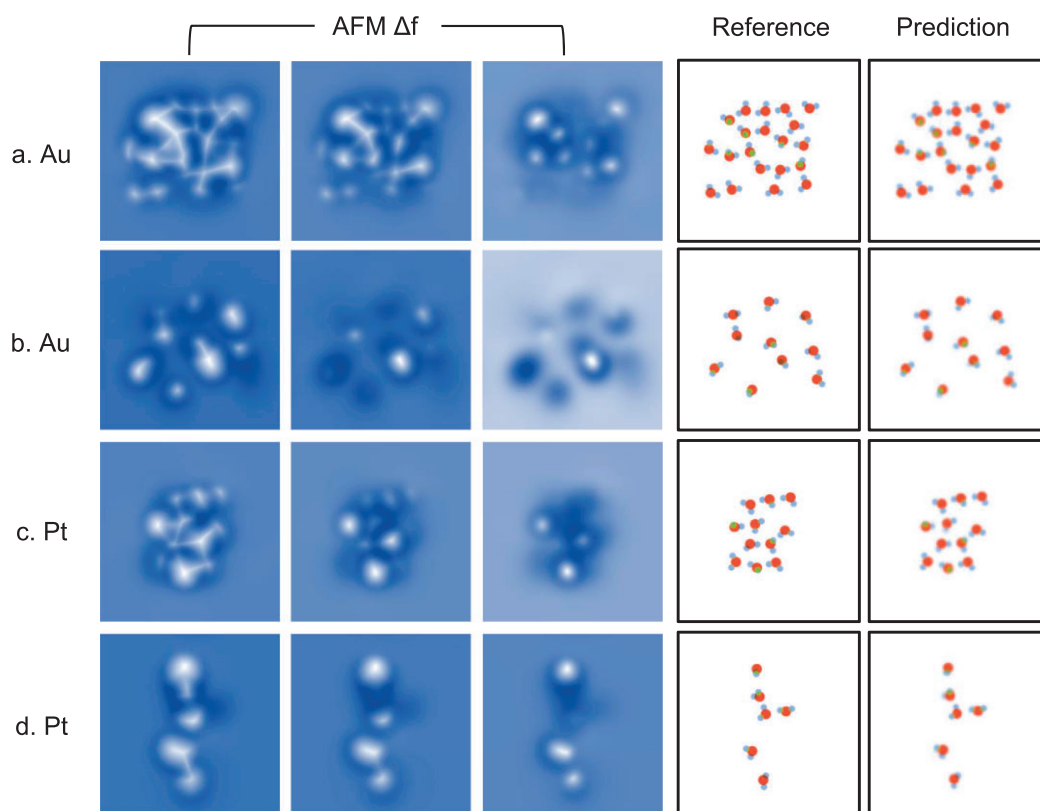 AFM Δf
Reference
Prediction
a. Au
b. Au
c. Pt
d. Pt